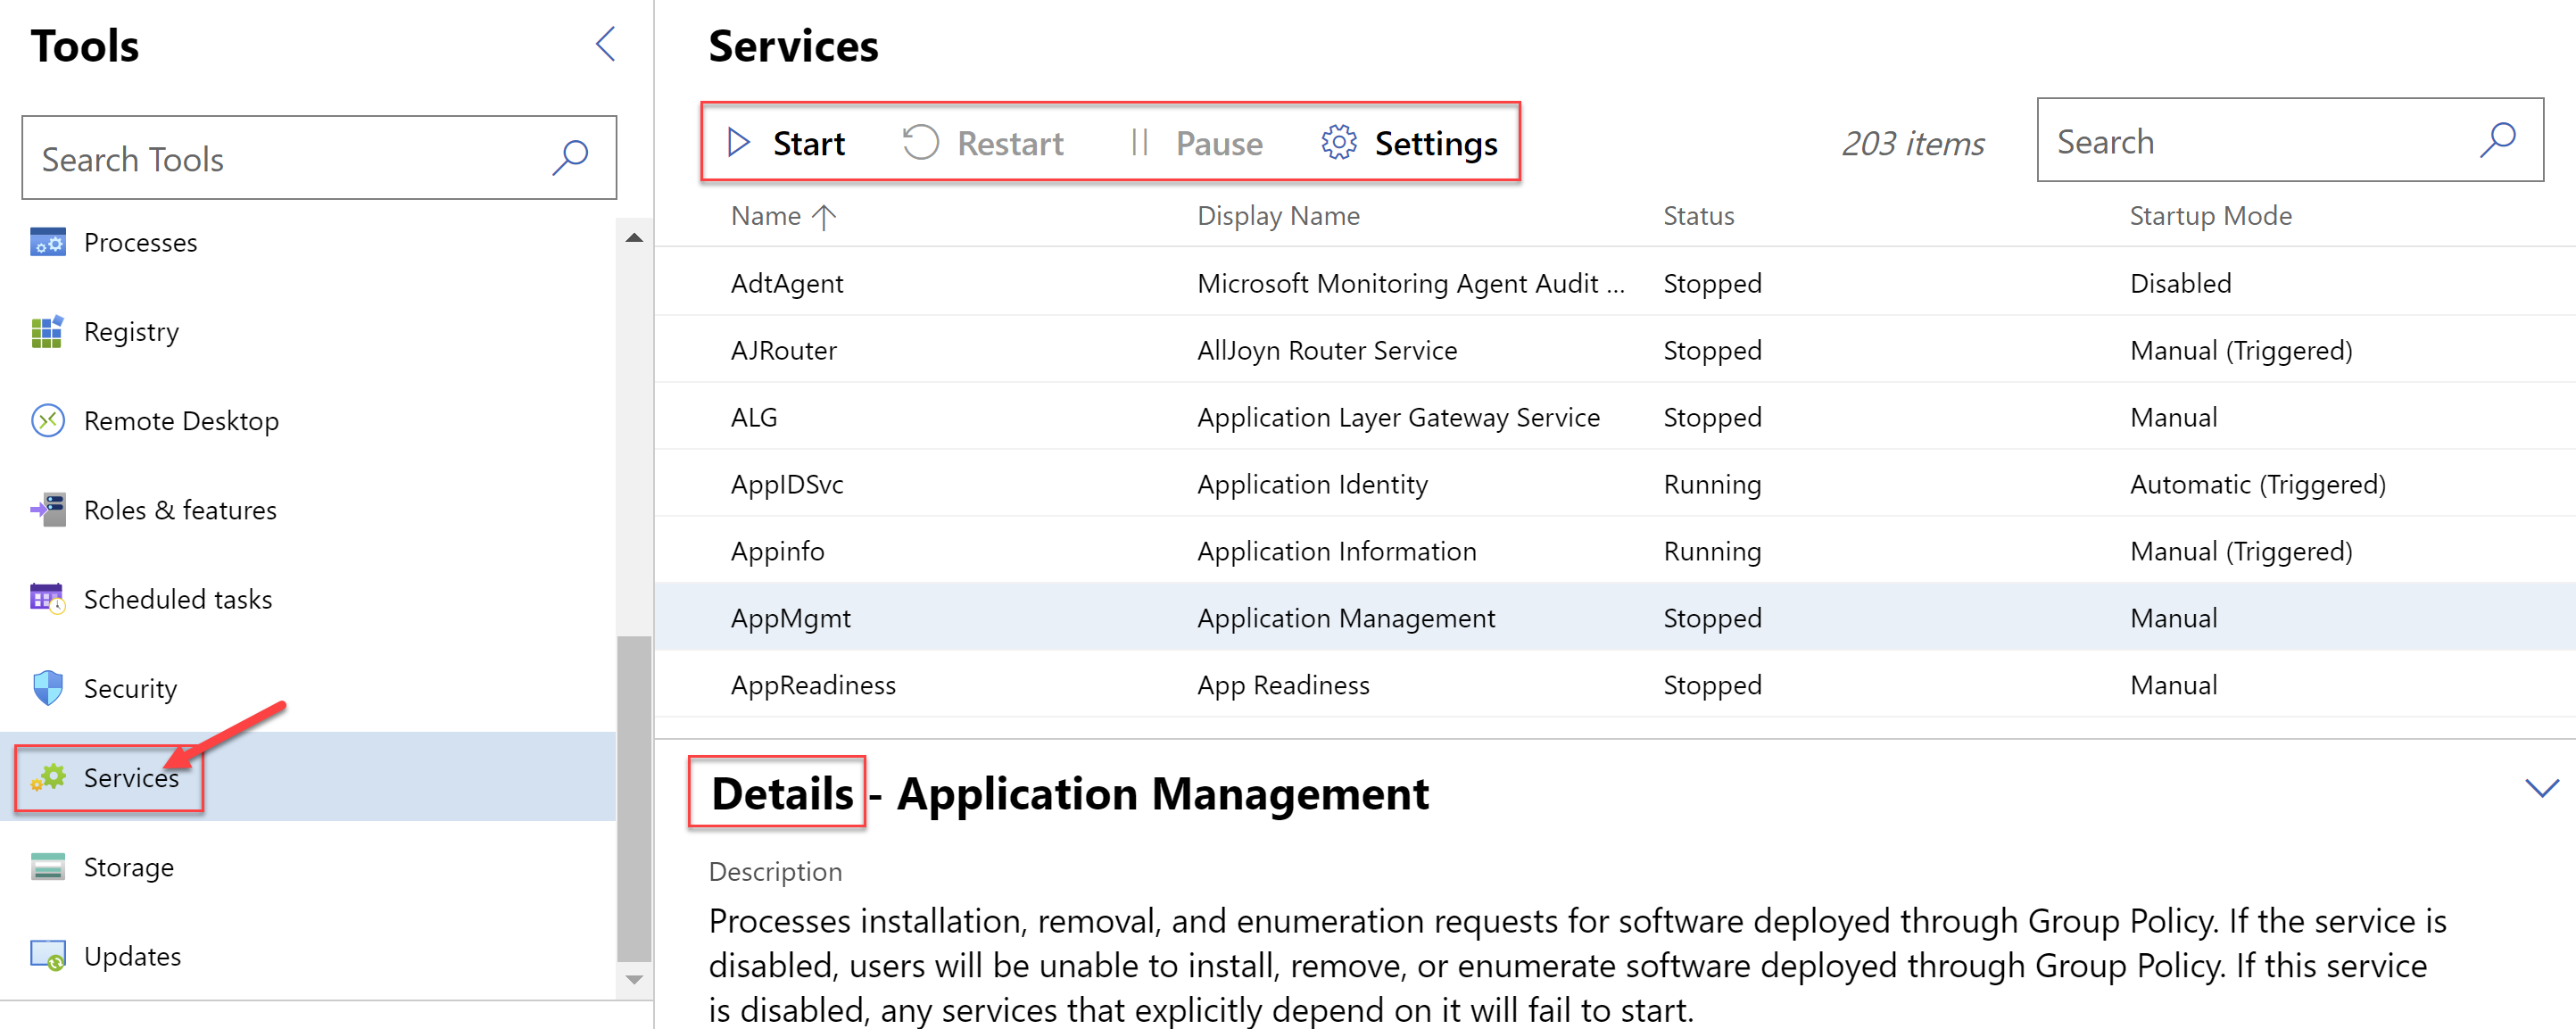 Tools
Search Tools
Processes
Registry
Remote Desktop
Roles & features
Scheduled tasks
Security
Services
Storage
Updates
Services
Start Restart Pause Settings 203 items Search
Name Display Name Status Startup Mode
AdtAgent Microsoft Monitoring Agent Audit ... Stopped Disabled
AJRouter AllJoyn Router Service Stopped Manual (Triggered)
ALG Application Layer Gateway Service Stopped Manual
AppIDSvc Application Identity Running Automatic (Triggered)
Appinfo Application Information Running Manual (Triggered)
AppMgmt Application Management Stopped Manual
AppReadiness App Readiness Stopped Manual
Details - Application Management
Description
Processes installation, removal, and enumeration requests for software deployed through Group Policy. If the service is
disabled, users will be unable to install, remove, or enumerate software deployed through Group Policy. If this service
is disabled, any services that explicitly depend on it will fail to start.